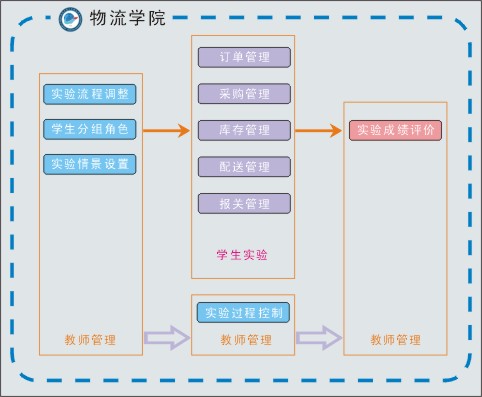 物流学院
实验流程调整
学生分组角色
实验情景设置
教师管理
订单管理
采购管理
库存管理
配送管理
报关管理
学生实验
实验过程控制
教师管理
实验成绩评价
教师管理